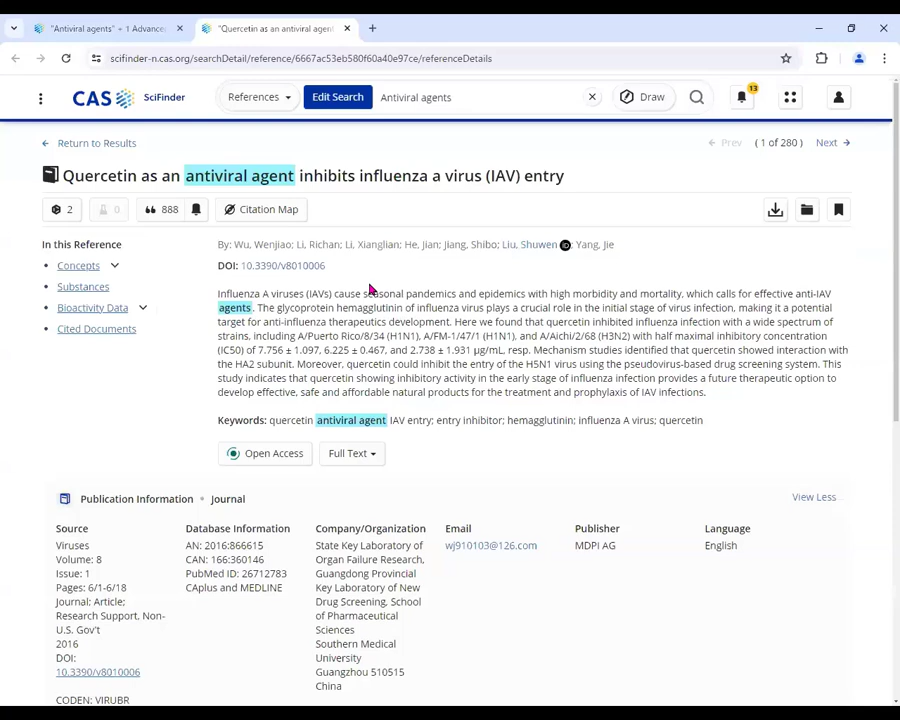 "Antiviral agents" + 1 Advance
"Quercetin as an antiviral agent
scifinder-n.cas.org/searchDetail/reference/6667ac53eb580f60a40e97ce/referenceDetails
CAS SciFinder References Edit Search Antiviral agents Draw 13
Return to Results Prev ( 1 of 280 ) Next
Quercetin as an antiviral agent inhibits influenza a virus (IAV) entry
2 0 888 Citation Map
In this Reference
Concepts
Substances
Bioactivity Data
Cited Documents
By: Wu, Wenjiao; Li, Richan; Li, Xianglian; He, Jian; Jiang, Shibo; Liu, Shuwen iD ; Yang, Jie
DOI: 10.3390/v8010006
Influenza A viruses (IAVs) cause seasonal pandemics and epidemics with high morbidity and mortality, which calls for effective anti-IAV
agents. The glycoprotein hemagglutinin of influenza virus plays a crucial role in the initial stage of virus infection, making it a potential
target for anti-influenza therapeutics development. Here we found that quercetin inhibited influenza infection with a wide spectrum of
strains, including A/Puerto Rico/8/34 (H1N1), A/FM-1/47/1 (H1N1), and A/Aichi/2/68 (H3N2) with half maximal inhibitory concentration
(IC50) of 7.756 ± 1.097, 6.225 ± 0.467, and 2.738 ± 1.931 μg/mL, resp. Mechanism studies identified that quercetin showed interaction with
the HA2 subunit. Moreover, quercetin could inhibit the entry of the H5N1 virus using the pseudovirus-based drug screening system. This
study indicates that quercetin showing inhibitory activity in the early stage of influenza infection provides a future therapeutic option to
develop effective, safe and affordable natural products for the treatment and prophylaxis of IAV infections.
Keywords: quercetin antiviral agent IAV entry; entry inhibitor; hemagglutinin; influenza A virus; quercetin
Open Access Full Text
Publication Information • Journal View Less
Source
Viruses
Volume: 8
Issue: 1
Pages: 6/1-6/18
Journal: Article;
Research Support, Non-
U.S. Gov't
2016
DOI:
10.3390/v8010006
CODEN: VIRUBR
Database Information
AN: 2016:866615
CAN: 166:360146
PubMed ID: 26712783
CAplus and MEDLINE
Company/Organization
State Key Laboratory of
Organ Failure Research,
Guangdong Provincial
Key Laboratory of New
Drug Screening, School
of Pharmaceutical
Sciences
Southern Medical
University
Guangzhou 510515
China
Email
wj910103@126.com
Publisher
MDPI AG
Language
English